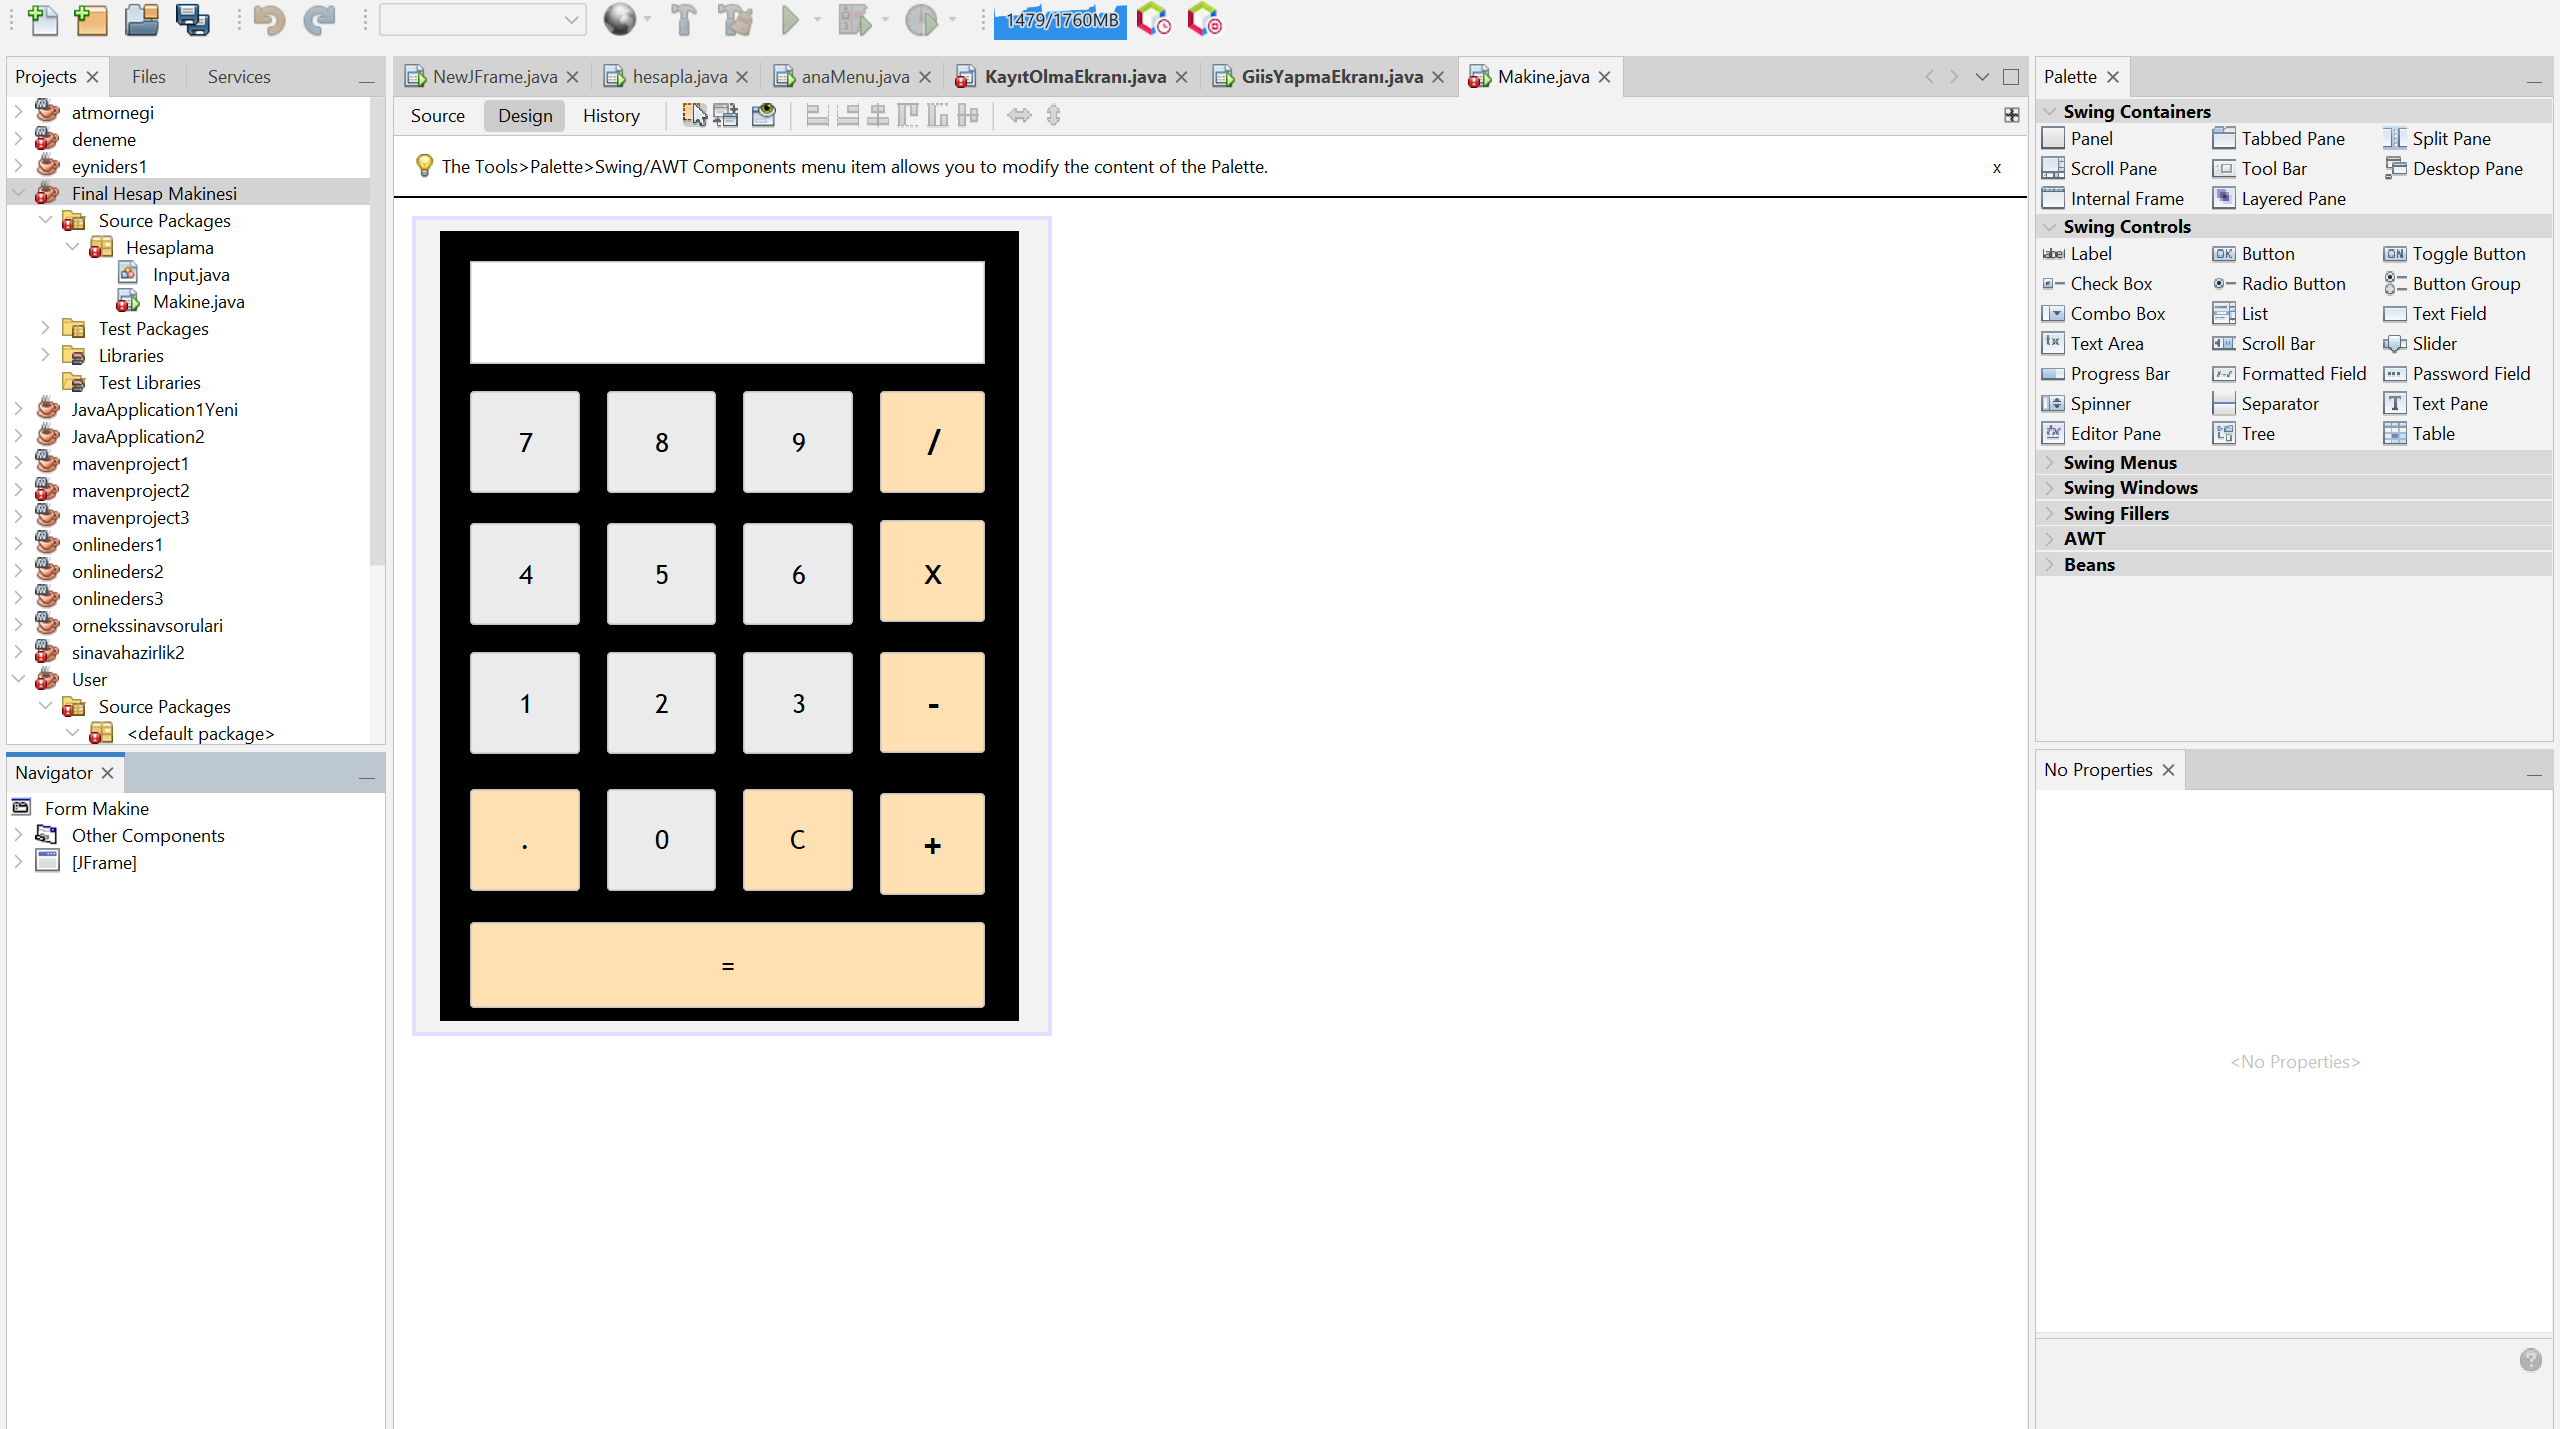 1479/1760MB
Projects
Files
Services
atmornegi
deneme
eyniders1
Final Hesap Makinesi
Source Packages
Hesaplama
Input.java
Makine.java
Test Packages
Libraries
Test Libraries
JavaApplication1Yeni
JavaApplication2
mavenproject1
mavenproject2
mavenproject3
onlineders1
onlineders2
onlineders3
ornekssinavsorulari
sinavahazirlik2
User
Source Packages
<default package>
Navigator
Form Makine
Other Components
[JFrame]
NewJFrame.java
hesapla.java
anaMenu.java
KayıtOlmaEkranı.java
GiisYapmaEkranı.java
Makine.java
Source
Design
History
The Tools>Palette>Swing/AWT Components menu item allows you to modify the content of the Palette.
x
7 8 9 /
4 5 6 X
1 2 3 -
. 0 C +
=
Palette
Swing Containers
Panel Tabbed Pane Split Pane
Scroll Pane Tool Bar Desktop Pane
Internal Frame Layered Pane
Swing Controls
label Label OK Button ON Toggle Button
Check Box Radio Button Button Group
Combo Box List Text Field
Text Area Scroll Bar Slider
Progress Bar Formatted Field Password Field
Spinner Separator Text Pane
Editor Pane Tree Table
Swing Menus
Swing Windows
Swing Fillers
AWT
Beans
No Properties
<No Properties>